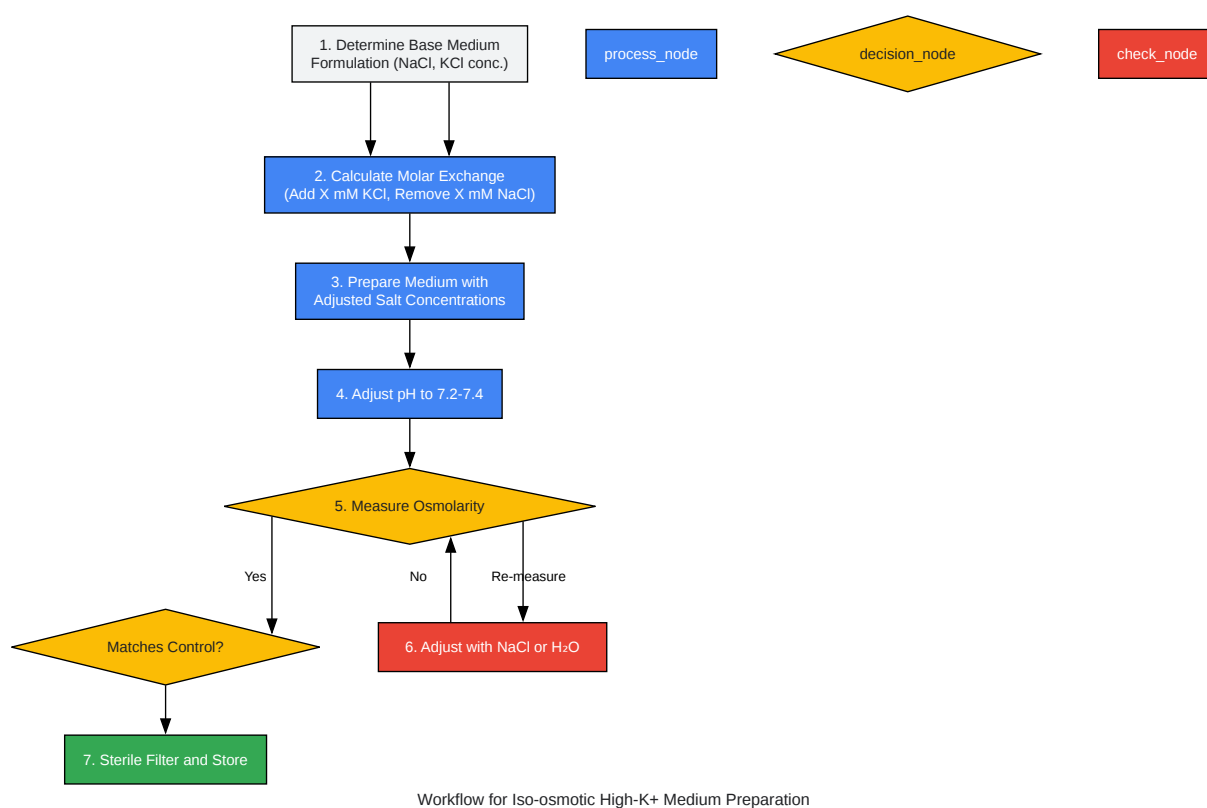 1. Determine Base Medium
Formulation (NaCl, KCl conc.)
process_node
decision_node
check_node
2. Calculate Molar Exchange
(Add X mM KCl, Remove X mM NaCl)
3. Prepare Medium with
Adjusted Salt Concentrations
4. Adjust pH to 7.2-7.4
5. Measure Osmolarity
Yes
No
Re-measure
Matches Control?
6. Adjust with NaCl or H₂O
7. Sterile Filter and Store
Workflow for Iso-osmotic High-K+ Medium Preparation